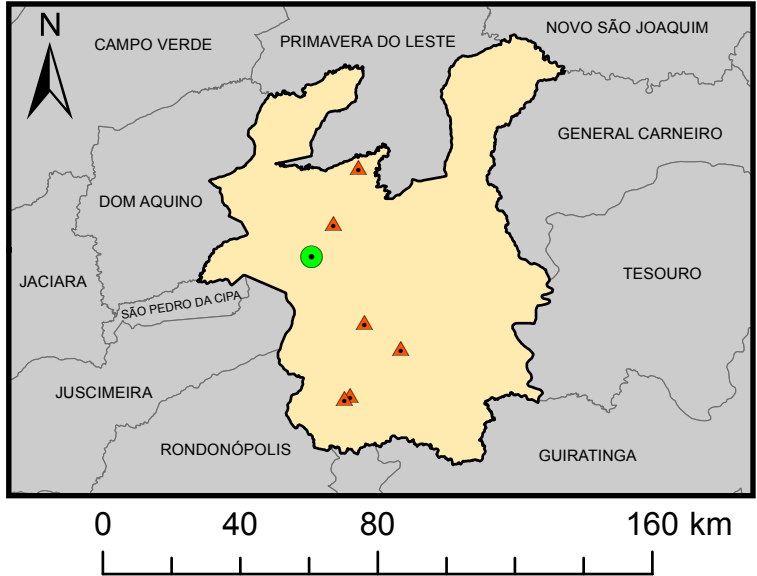 N
CAMPO VERDE
PRIMAVERA DO LESTE
NOVO SÃO JOAQUIM
GENERAL CARNEIRO
DOM AQUINO
JACIARA
SÃO PEDRO DA CIPA
TESOURO
JUSCIMEIRA
RONDONÓPOLIS
GUIRATINGA
0 40 80 160 km